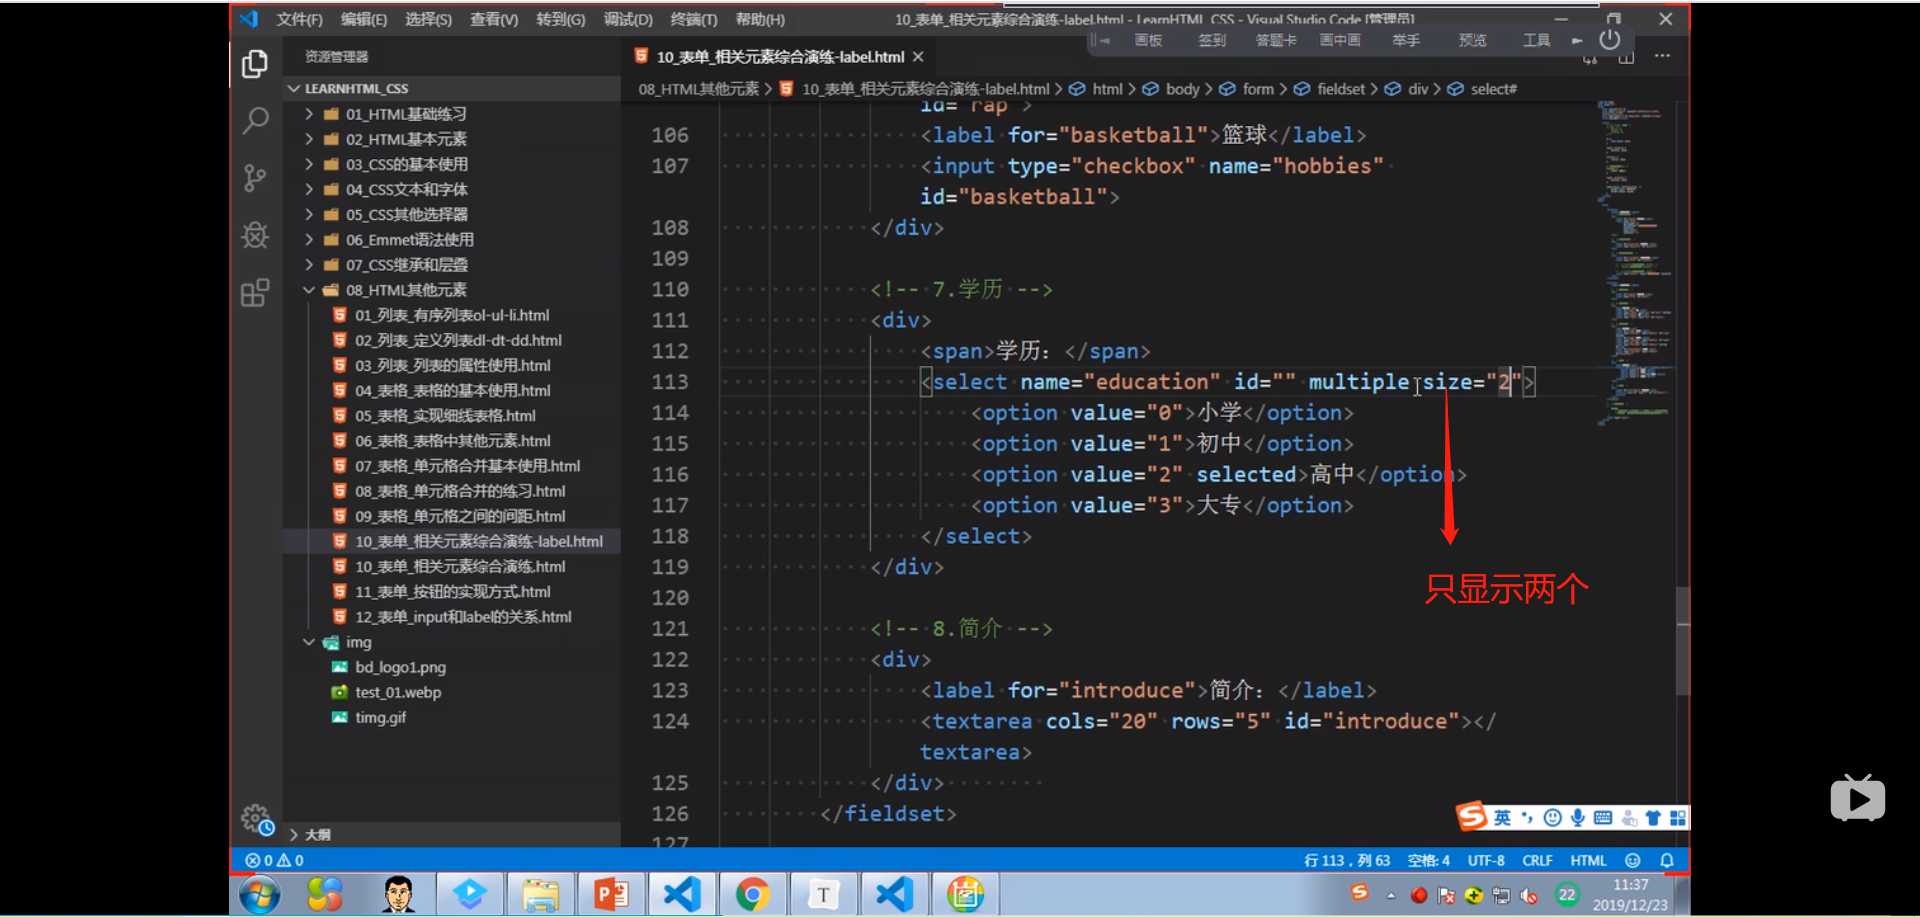 文件(F) 编辑(E) 选择(S) 查看(V) 转到(G) 调试(D) 终端(T) 帮助(H) 10_表单_相关元素综合演练-label.html - LearnHTML_CSS - Visual Studio Code [管理员]
画板 签到 答题卡 画中画 举手 预览 工具
资源管理器
10_表单_相关元素综合演练-label.html
LEARNHTML_CSS
08_HTML其他元素 > 10_表单_相关元素综合演练-label.html > html > body > form > fieldset > div > select#
01_HTML基础练习
02_HTML基本元素
03_CSS的基本使用
04_CSS文本和字体
05_CSS其他选择器
06_Emmet语法使用
07_CSS继承和层叠
08_HTML其他元素
01_列表_有序列表ol-ul-li.html
02_列表_定义列表dl-dt-dd.html
03_列表_列表的属性使用.html
04_表格_表格的基本使用.html
05_表格_实现细线表格.html
06_表格_表格中其他元素.html
07_表格_单元格合并基本使用.html
08_表格_单元格合并的练习.html
09_表格_单元格之间的间距.html
10_表单_相关元素综合演练-label.html
10_表单_相关元素综合演练.html
11_表单_按钮的实现方式.html
12_表单_input和label的关系.html
img
bd_logo1.png
test_01.webp
timg.gif
大纲
id="rap">
106 <label for="basketball">篮球</label>
107 <input type="checkbox" name="hobbies"
id="basketball">
108 </div>
109
110 <!-- 7.学历 -->
111 <div>
112 <span>学历：</span>
113 <select name="education" id="" multiple size="2">
114 <option value="0">小学</option>
115 <option value="1">初中</option>
116 <option value="2" selected>高中</option>
117 <option value="3">大专</option>
118 </select>
119 </div>
120
121 <!-- 8.简介 -->
122 <div>
123 <label for="introduce">简介：</label>
124 <textarea cols="20" rows="5" id="introduce"></
textarea>
125 </div>
126 </fieldset>
127
只显示两个
英
0 0 行 113，列 63 空格: 4 UTF-8 CRLF HTML
T
22
11:37
2019/12/23